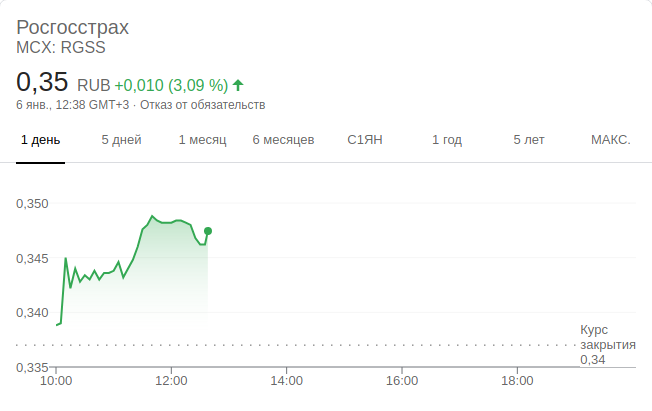 Росгосстрах
MCX: RGSS
0,35 RUB +0,010 (3,09 %)
6 янв., 12:38 GMT+3 · Отказ от обязательств
1 день 5 дней 1 месяц 6 месяцев С1ЯН 1 год 5 лет МАКС.
0,350
0,345
0,340
Курс
закрытия
0,34
0,335
10:00 12:00 14:00 16:00 18:00